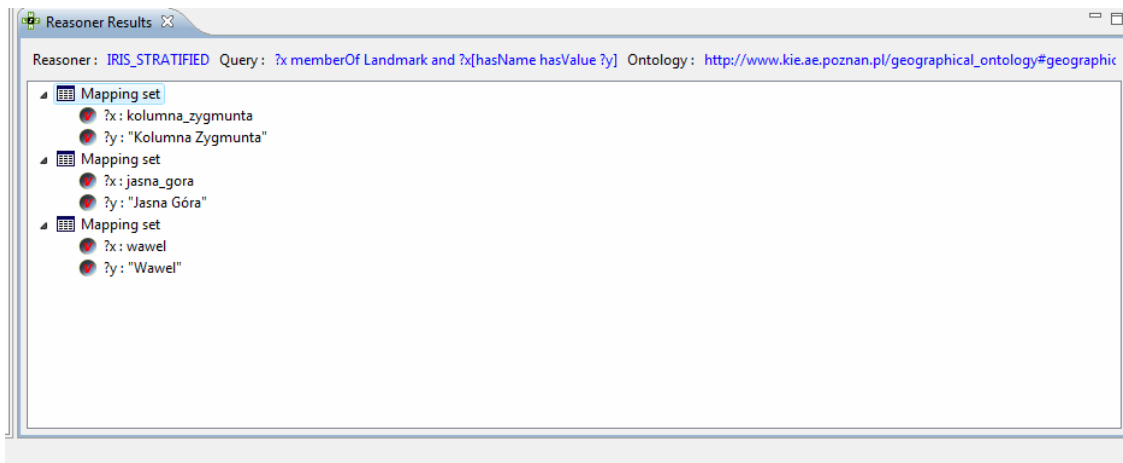 Reasoner Results
Reasoner : IRIS_STRATIFIED Query : ?x memberOf Landmark and ?x[hasName hasValue ?y] Ontology : http://www.kie.ae.poznan.pl/geographical_ontology#geographic
Mapping set
?x : kolumna_zygmunta
?y : "Kolumna Zygmunta"
Mapping set
?x : jasna_gora
?y : "Jasna Góra"
Mapping set
?x : wawel
?y : "Wawel"